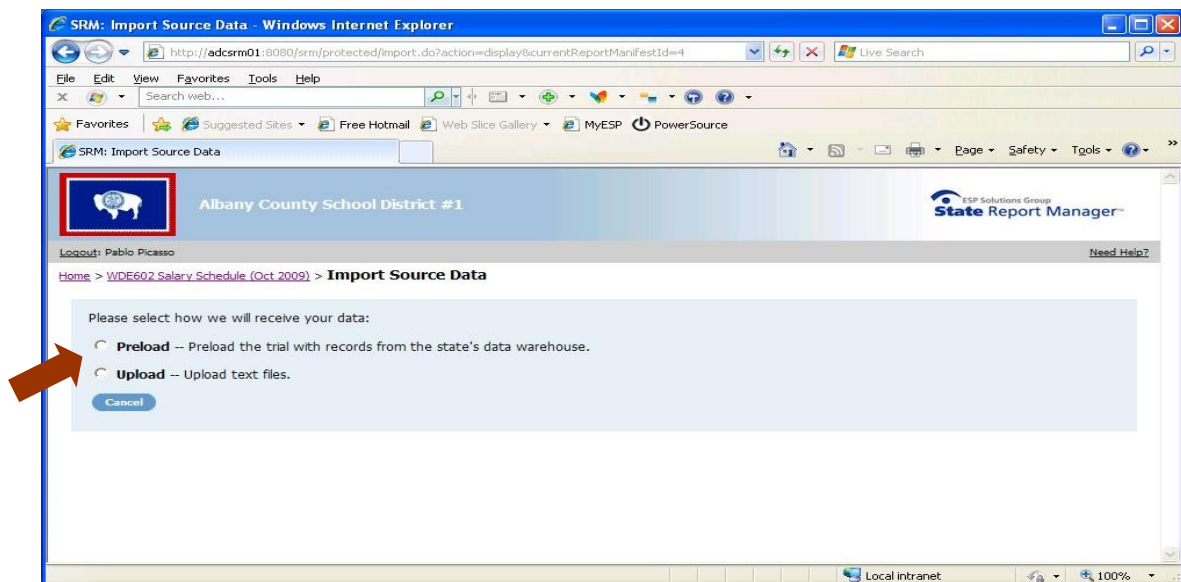 SRM: Import Source Data - Windows Internet Explorer
http://adcsrm01:8080/srm/protected/import.do?action=display&currentReportManifestId=4
Live Search
File Edit View Favorites Tools Help
x Search web...
Favorites Suggested Sites Free Hotmail Web Slice Gallery MyESP PowerSource
SRM: Import Source Data Page Safety Tools »
Albany County School District #1
ESP Solutions Group
State Report Manager
Logout: Pablo Picasso Need Help?
Home > WDE602 Salary Schedule (Oct 2009) > Import Source Data
Please select how we will receive your data:
Preload -- Preload the trial with records from the state's data warehouse.
Upload -- Upload text files.
Cancel
Local intranet 100%